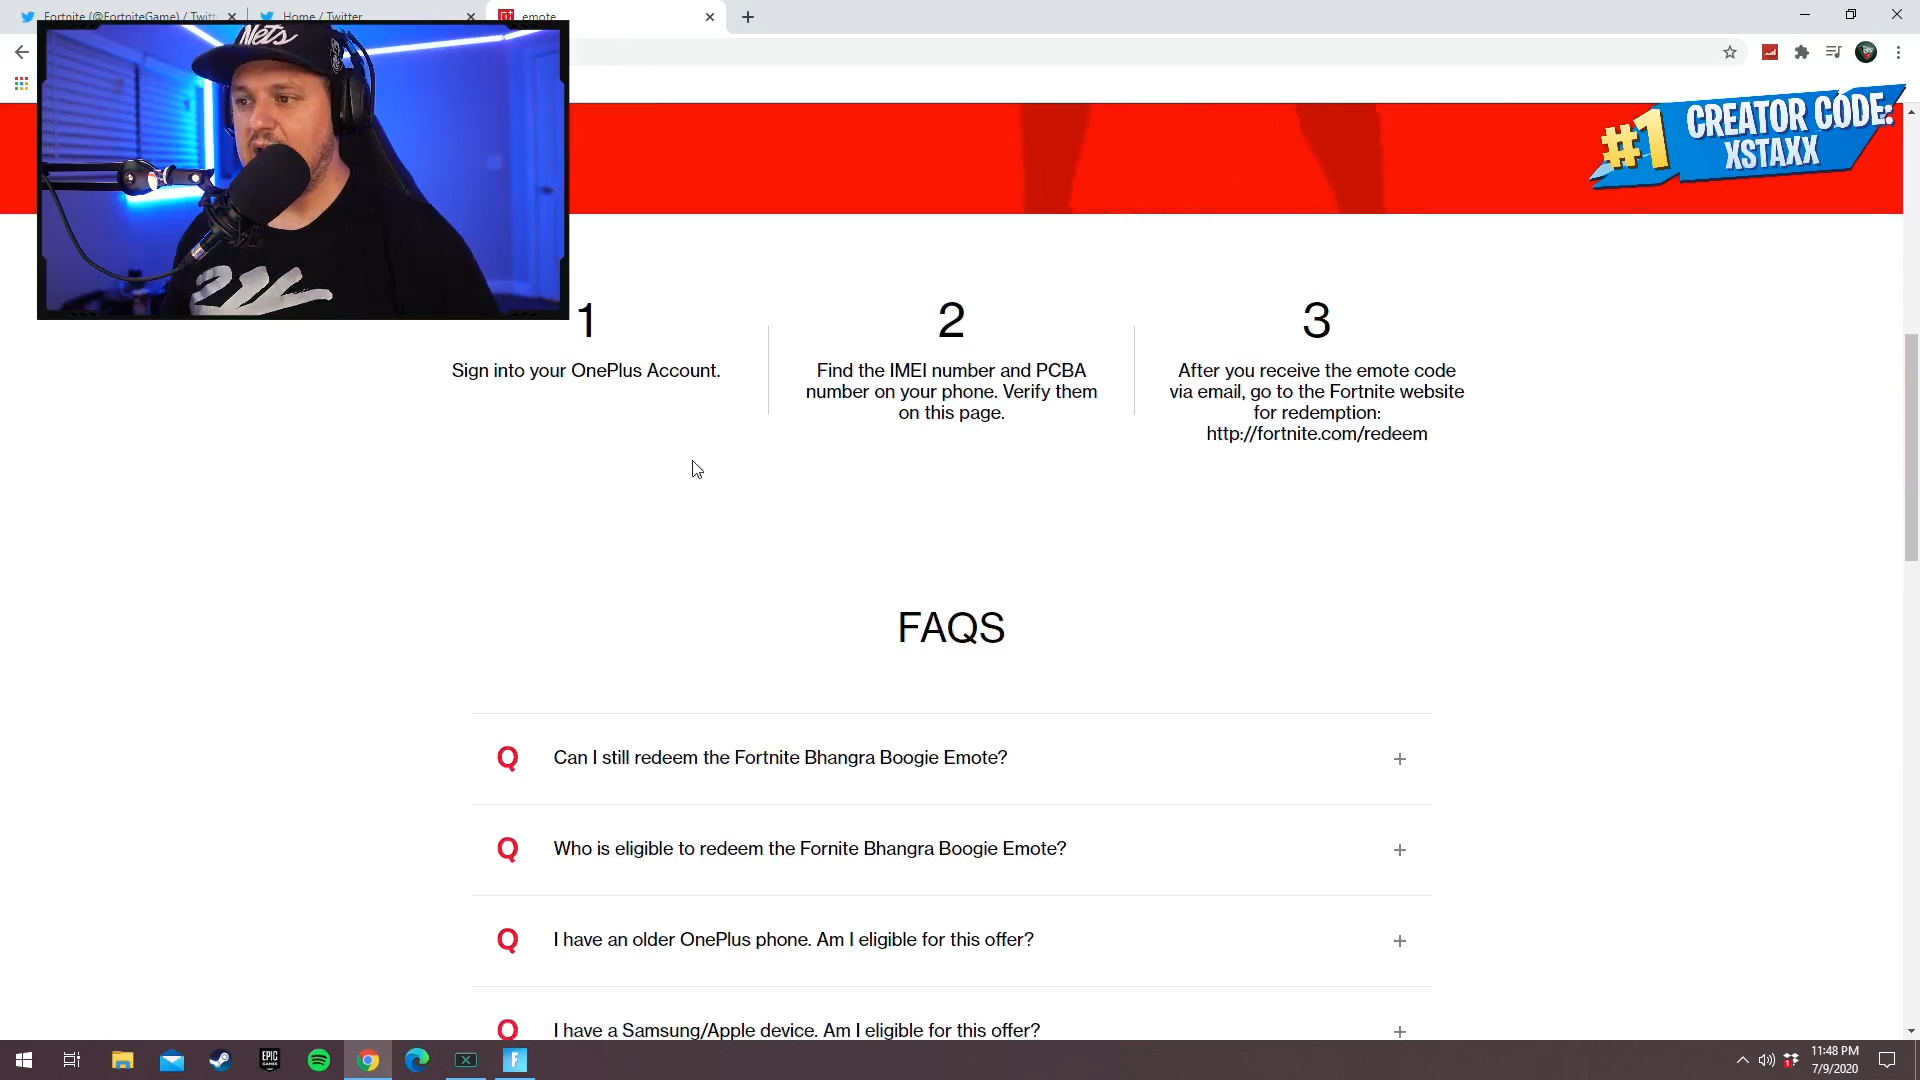 Fortnite (@FortniteGame) / Twitt
Home / Twitter
emote
Nets
#1 CREATOR CODE:
XSTAXX
1
Sign into your OnePlus Account.
2
Find the IMEI number and PCBA
number on your phone. Verify them
on this page.
3
After you receive the emote code
via email, go to the Fortnite website
for redemption:
http://fortnite.com/redeem
FAQS
Q Can I still redeem the Fortnite Bhangra Boogie Emote? +
Q Who is eligible to redeem the Fornite Bhangra Boogie Emote? +
Q I have an older OnePlus phone. Am I eligible for this offer? +
Q I have a Samsung/Apple device. Am I eligible for this offer? +
EPIC
GAMES
F
11:48 PM
7/9/2020